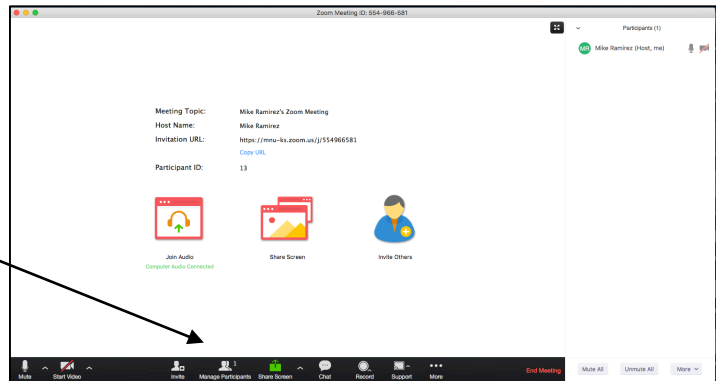 Zoom Meeting ID: 554-966-581
Participants (1)
MR Mike Ramirez (Host, me)
Meeting Topic: Mike Ramirez's Zoom Meeting
Host Name: Mike Ramirez
Invitation URL: https://mnu-ks.zoom.us/j/554966581
Copy URL
Participant ID: 13
Join Audio Share Screen Invite Others
Computer Audio Connected
1
Mute Start Video Invite Manage Participants Share Screen Chat Record Support More End Meeting Mute All Unmute All More